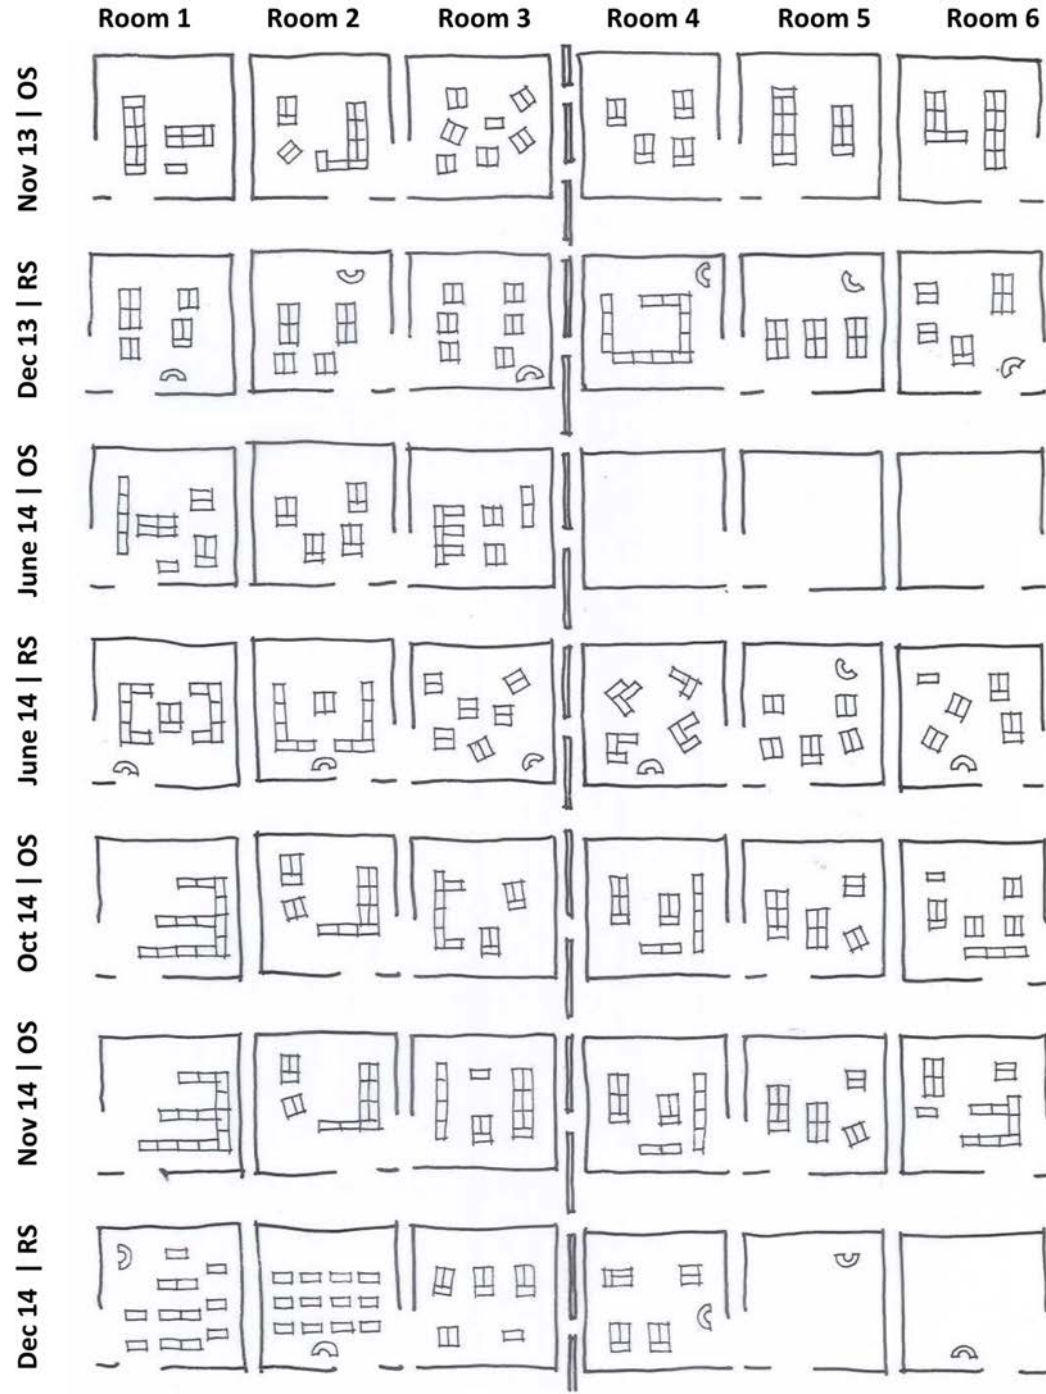 Room 1 Room 2 Room 3 Room 4 Room 5 Room 6
Nov 13 | OS
Dec 13 | RS
June 14 | OS
June 14 | RS
Oct 14 | OS
Nov 14 | OS
Dec 14 | RS